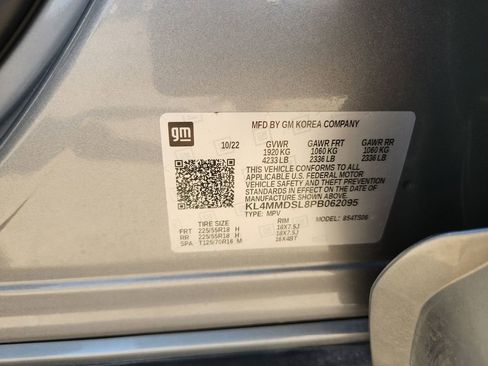 gm
MFD BY GM KOREA COMPANY
10/22 GVWR GAWR FRT GAWR RR
1920 KG 1060 KG 1060 KG
4233 LB 2336 LB 2336 LB
THIS VEHICLE CONFORMS TO ALL
APPLICABLE U.S. FEDERAL MOTOR
VEHICLE SAFETY AND THEFT PREVENTION
STANDARDS IN EFFECT ON THE DATE OF
MANUFACTURE SHOWN ABOVE.
KL4MMDSL8PB062095
TYPE: MPV MODEL: 854TS06
TIRE SIZE RIM
FRT 225/55R18 H 18X7.5J
RR 225/55R18 H 18X7.5J
SPA T125/70R16 M 16X4BT